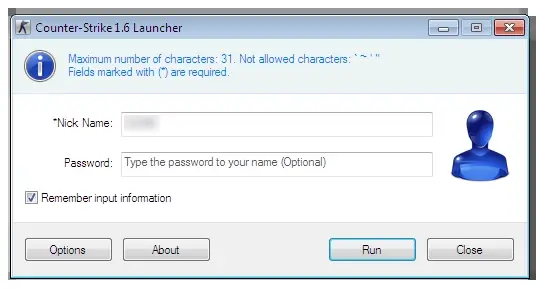 Counter-Strike 1.6 Launcher
Maximum number of characters: 31. Not allowed characters: ` ~ ' "
Fields marked with (*) are required.
*Nick Name:
Password: Type the password to your name (Optional)
Remember input information
Options About Run Close